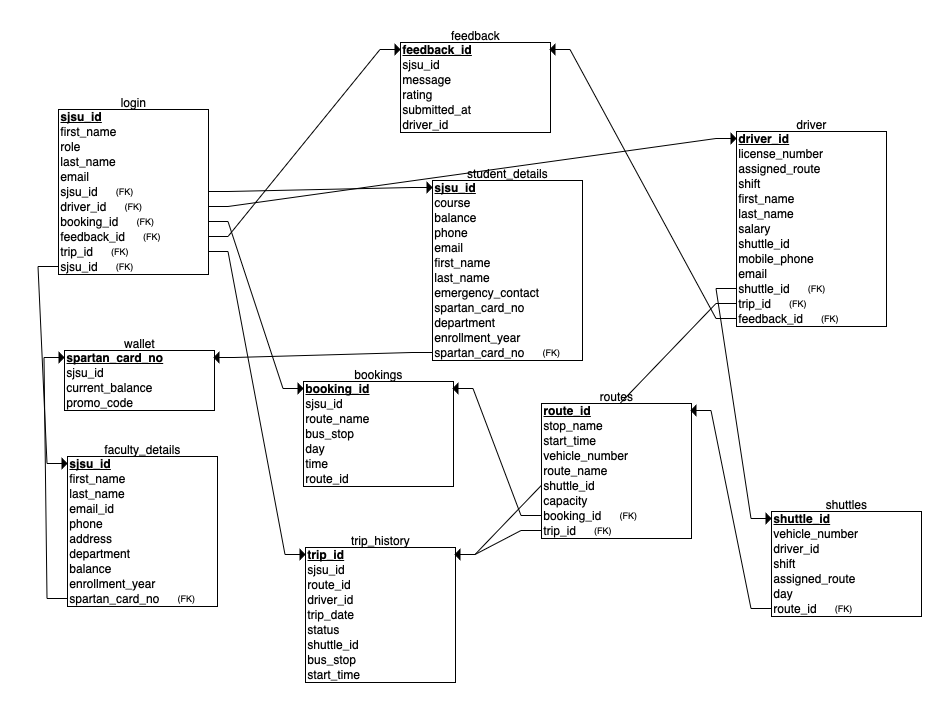 feedback
feedback_id
sjsu_id
message
rating
submitted_at
driver_id
login
sjsu_id
first_name
role
last_name
email
sjsu_id (FK)
driver_id (FK)
booking_id (FK)
feedback_id (FK)
trip_id (FK)
sjsu_id (FK)
driver
driver_id
license_number
assigned_route
shift
first_name
last_name
salary
shuttle_id
mobile_phone
email
shuttle_id (FK)
trip_id (FK)
feedback_id (FK)
student_details
sjsu_id
course
balance
phone
email
first_name
last_name
emergency_contact
spartan_card_no
department
enrollment_year
spartan_card_no (FK)
wallet
spartan_card_no
sjsu_id
current_balance
promo_code
bookings
booking_id
sjsu_id
route_name
bus_stop
day
time
route_id
routes
route_id
stop_name
start_time
vehicle_number
route_name
shuttle_id
capacity
booking_id (FK)
trip_id (FK)
faculty_details
sjsu_id
first_name
last_name
email_id
phone
address
department
balance
enrollment_year
spartan_card_no (FK)
shuttles
shuttle_id
vehicle_number
driver_id
shift
assigned_route
day
route_id (FK)
trip_history
trip_id
sjsu_id
route_id
driver_id
trip_date
status
shuttle_id
bus_stop
start_time